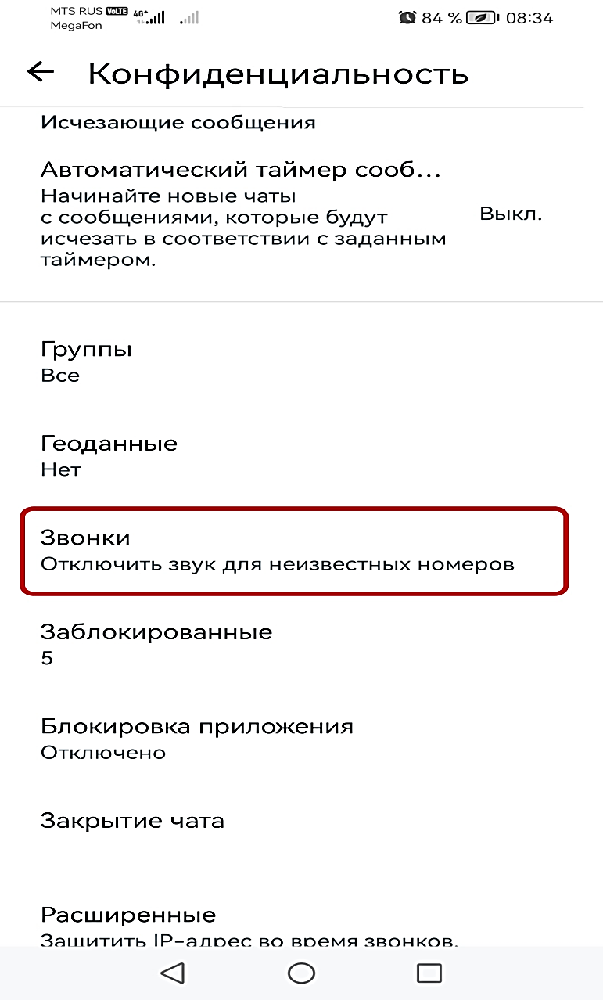 MTS RUS VoLTE 4G+
MegaFon
84 % 08:34
Конфиденциальность
Исчезающие сообщения
Автоматический таймер сооб...
Начинайте новые чаты
с сообщениями, которые будут
исчезать в соответствии с заданным
таймером.
Выкл.
Группы
Все
Геоданные
Нет
Звонки
Отключить звук для неизвестных номеров
Заблокированные
5
Блокировка приложения
Отключено
Закрытие чата
Расширенные
Защитить IP-адрес во время звонков,